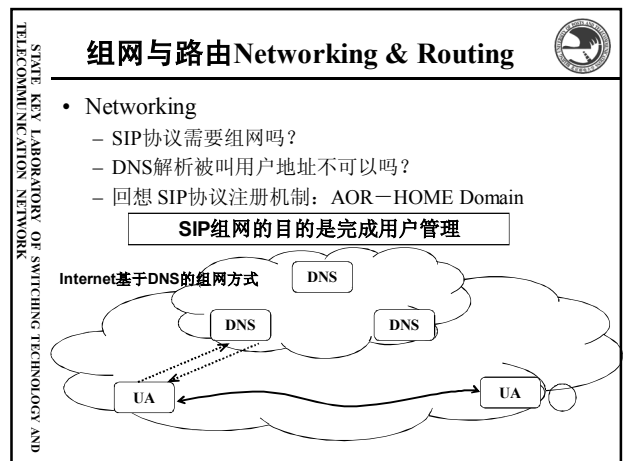 组网与路由Networking & Routing
• Networking
– SIP协议需要组网吗？
– DNS解析被叫用户地址不可以吗？
– 回想 SIP协议注册机制：AOR－HOME Domain
SIP组网的目的是完成用户管理
Internet基于DNS的组网方式
DNS
DNS
DNS
UA
UA
STATE KEY LABORATORY OF SWITCHING TECHNOLOGY AND
TELECOMMUNICATION NETWORK